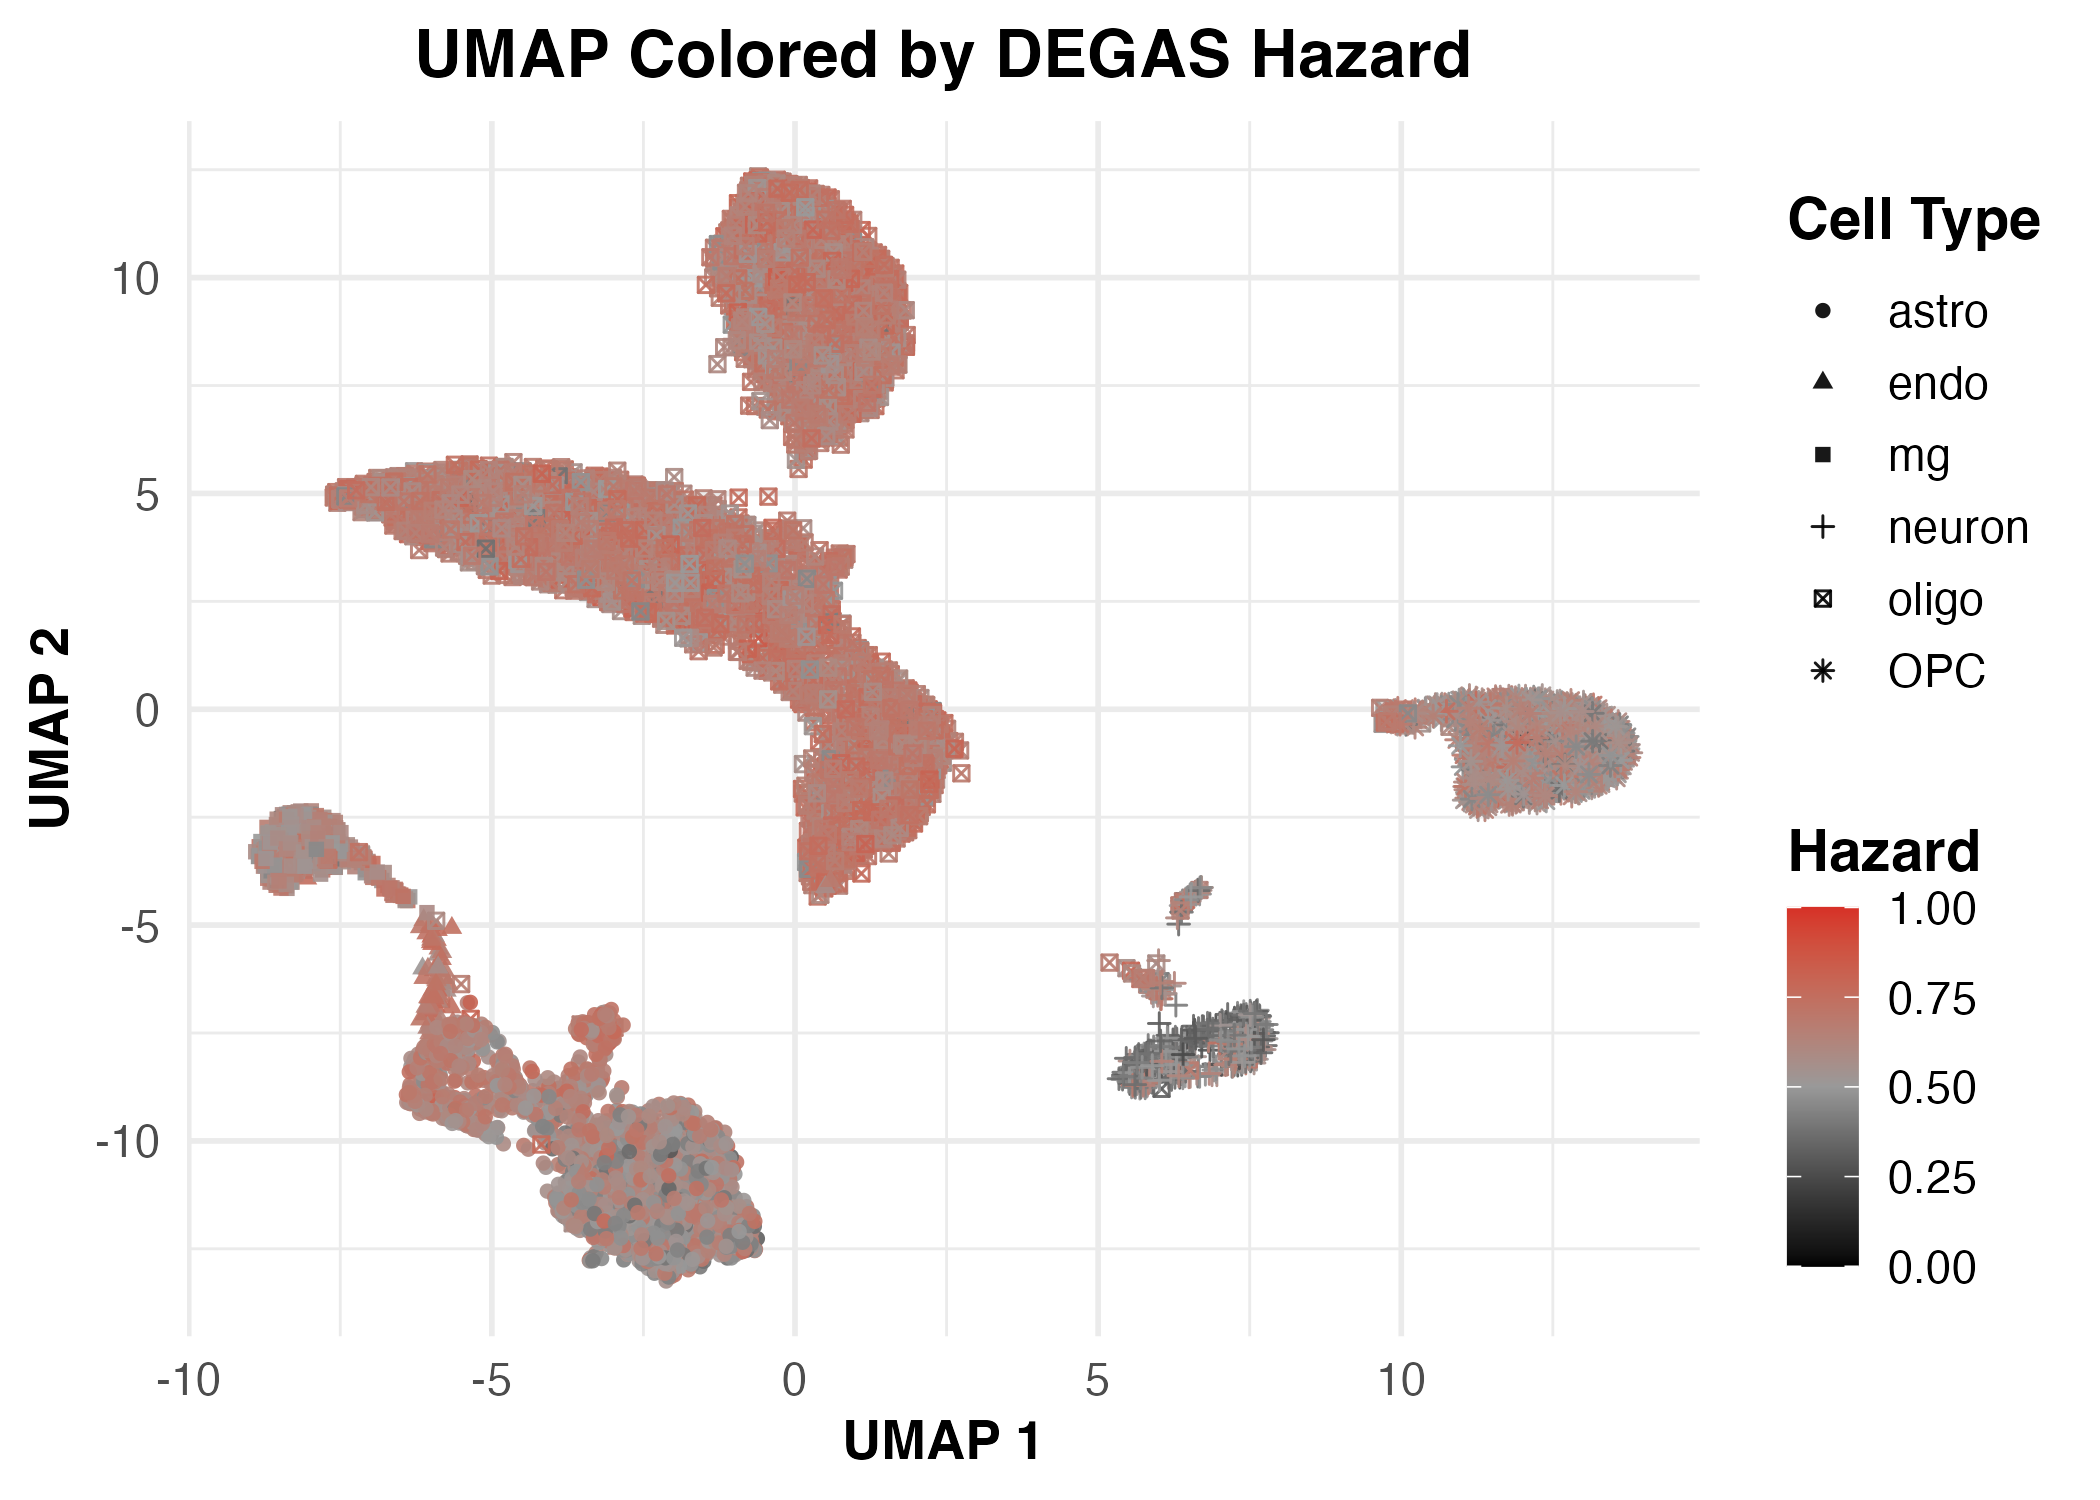 UMAP Colored by DEGAS Hazard
UMAP 2
10
5
0
-5
-10
-10
-5
0
5
10
UMAP 1
Cell Type
astro
endo
mg
neuron
oligo
OPC
Hazard
1.00
0.75
0.50
0.25
0.00